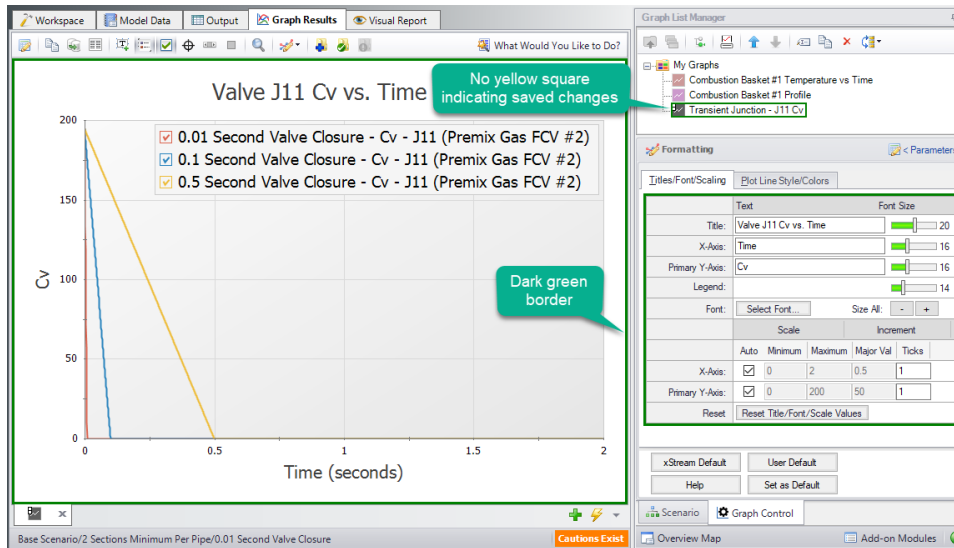 Workspace
Model Data
Output
Graph Results
Visual Report
What Would You Like to Do?
Valve J11 Cv vs. Time
No yellow square
indicating saved changes
0.01 Second Valve Closure - Cv - J11 (Premix Gas FCV #2)
0.1 Second Valve Closure - Cv - J11 (Premix Gas FCV #2)
0.5 Second Valve Closure - Cv - J11 (Premix Gas FCV #2)
200
150
100
50
0
Cv
0
0.5
1
1.5
2
Time (seconds)
Dark green
border
Base Scenario/2 Sections Minimum Per Pipe/0.01 Second Valve Closure
Cautions Exist
Graph List Manager
My Graphs
Combustion Basket #1 Temperature vs Time
Combustion Basket #1 Profile
Transient Junction - J11 Cv
Formatting
< Parameters
Titles/Font/Scaling
Plot Line Style/Colors
Text
Font Size
Title:
Valve J11 Cv vs. Time
20
X-Axis:
Time
16
Primary Y-Axis:
Cv
16
Legend:
14
Font:
Select Font...
Size All:
-
+
Scale
Increment
Auto
Minimum
Maximum
Major Val
Ticks
X-Axis:
0
2
0.5
1
Primary Y-Axis:
0
200
50
1
Reset
Reset Title/Font/Scale Values
xStream Default
User Default
Help
Set as Default
Scenario
Graph Control
Overview Map
Add-on Modules